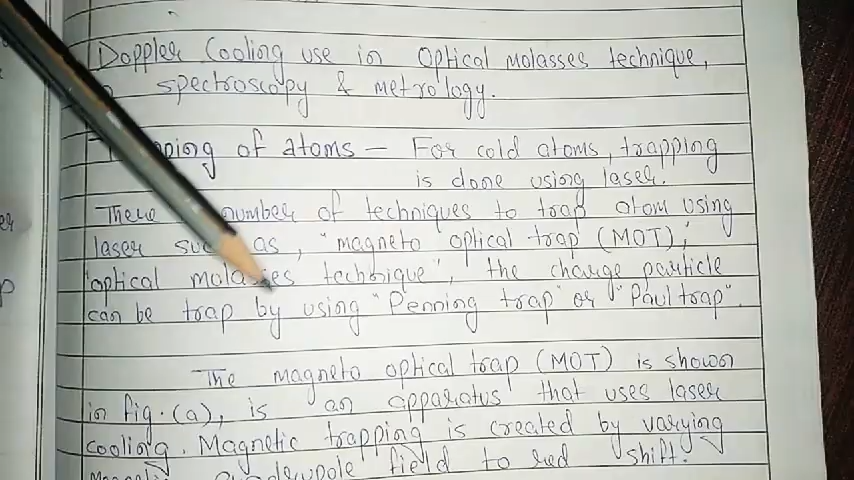 Doppler Cooling use in Optical molasses technique,
spectroscopy & metrology.
of atoms - For cold atoms, trapping
is done using laser.
There number of techniques to trap atom using
laser such as, "magneto optical trap (MOT)",
"optical molasses technique", the charge particle
can be trap by using "Penning trap" or "Paul trap".
The magneto optical trap (MOT) is shown
in fig.(a), is an apparatus that uses laser
cooling. Magnetic trapping is created by varying
field to red shift.